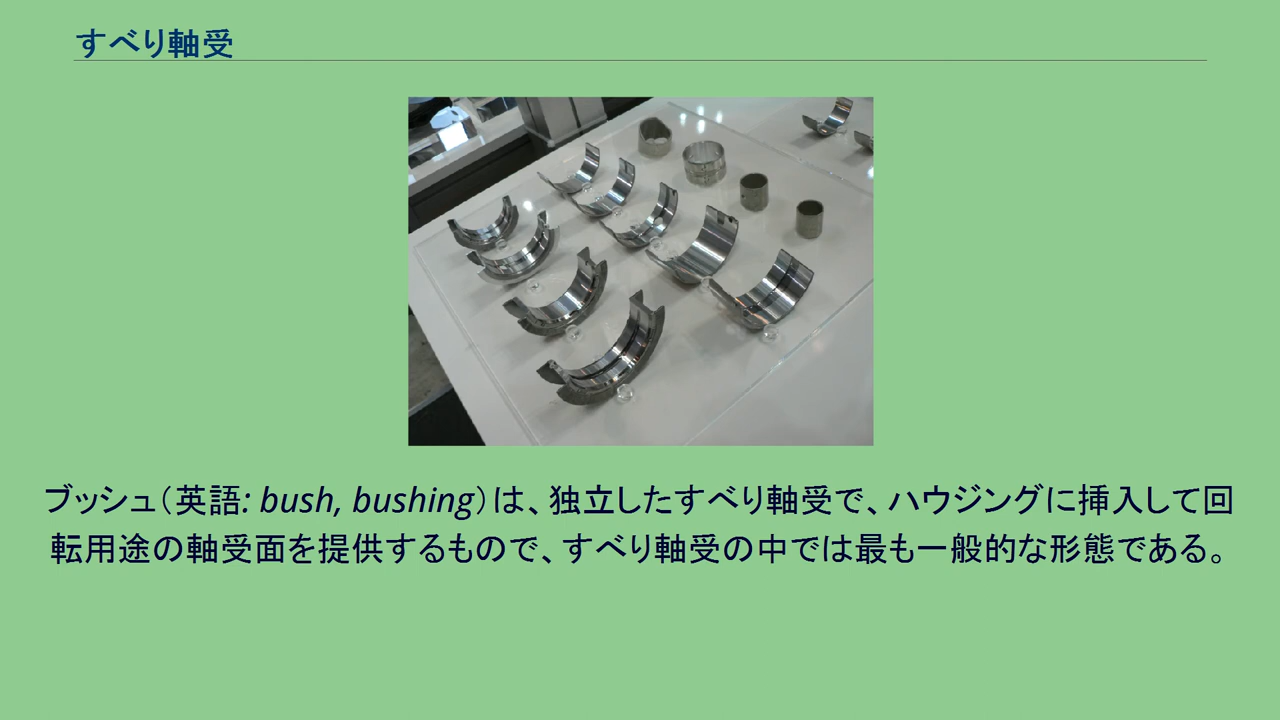 すべり軸受
ブッシュ（英語: bush, bushing）は、独立したすべり軸受で、ハウジングに挿入して回
転用途の軸受面を提供するもので、すべり軸受の中では最も一般的な形態である。